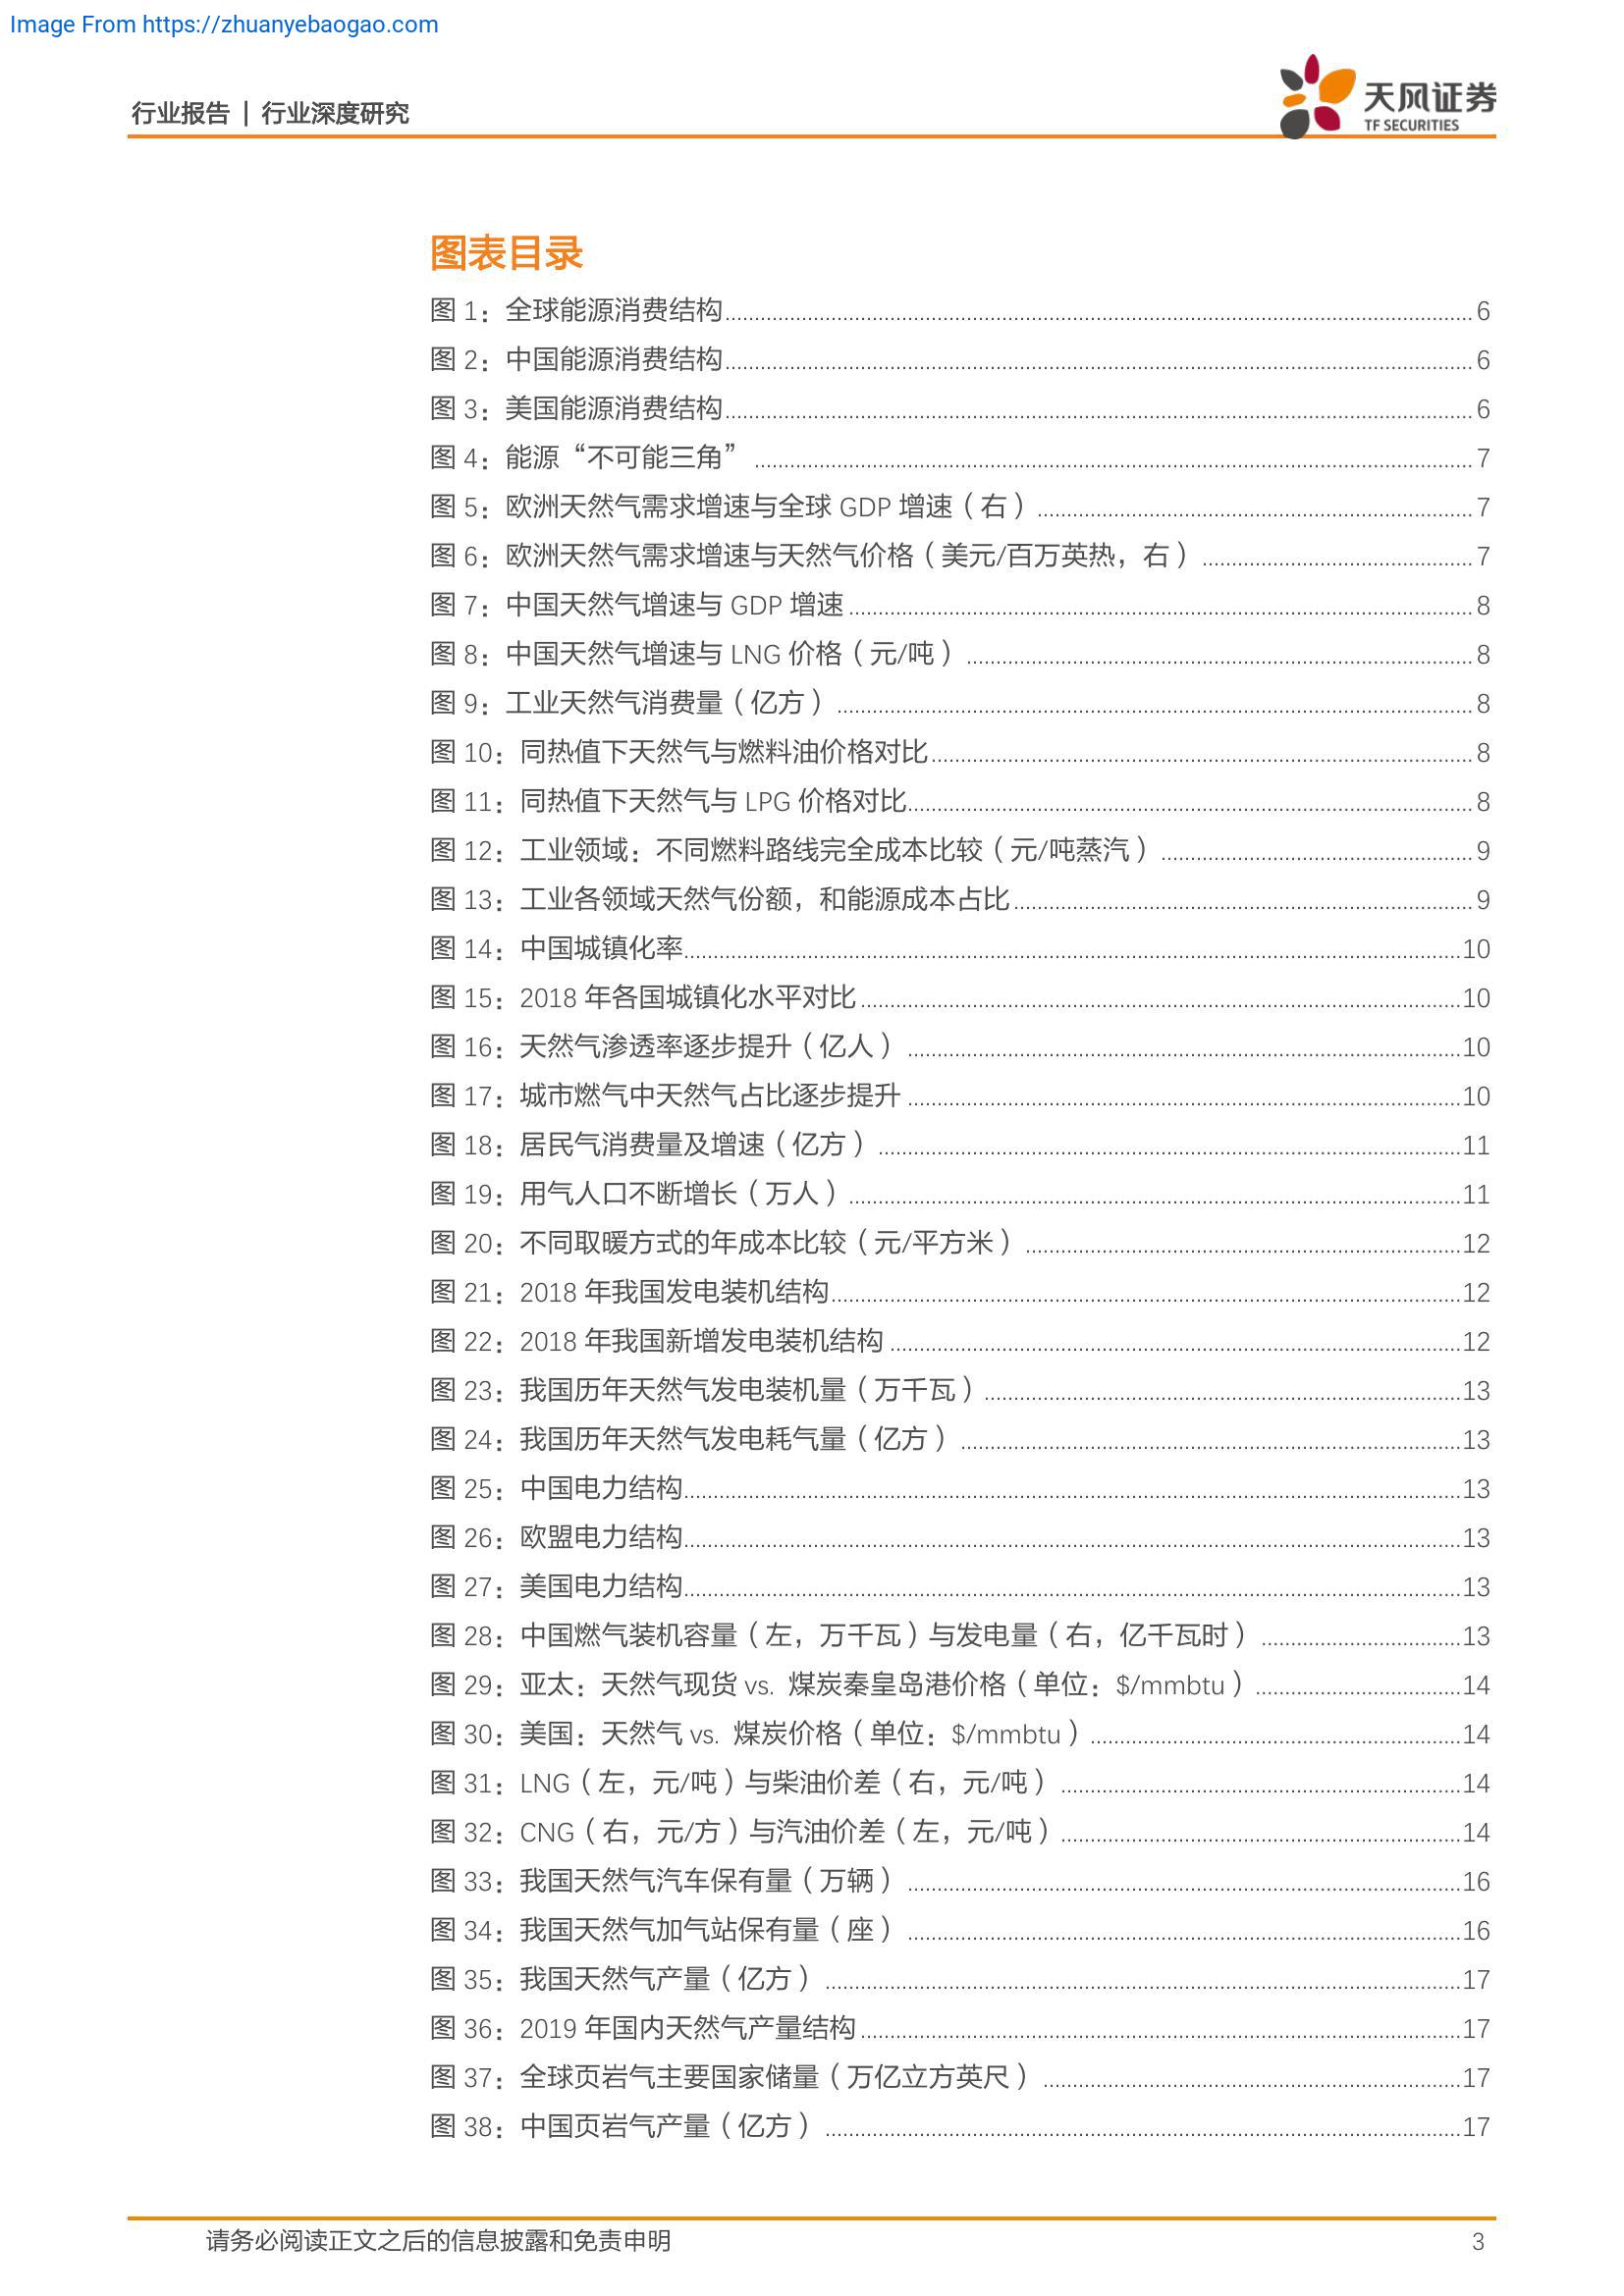 Image From https://zhuanyebaogao.com
行业报告 | 行业深度研究
天风证券
TF SECURITIES
图表目录
图 1：全球能源消费结构 6
图 2：中国能源消费结构 6
图 3：美国能源消费结构 6
图 4：能源“不可能三角” 7
图 5：欧洲天然气需求增速与全球 GDP 增速（右） 7
图 6：欧洲天然气需求增速与天然气价格（美元/百万英热，右） 7
图 7：中国天然气增速与 GDP 增速 8
图 8：中国天然气增速与 LNG 价格（元/吨） 8
图 9：工业天然气消费量（亿方） 8
图 10：同热值下天然气与燃料油价格对比 8
图 11：同热值下天然气与 LPG 价格对比 8
图 12：工业领域：不同燃料路线完全成本比较（元/吨蒸汽） 9
图 13：工业各领域天然气份额，和能源成本占比 9
图 14：中国城镇化率 10
图 15：2018 年各国城镇化水平对比 10
图 16：天然气渗透率逐步提升（亿人） 10
图 17：城市燃气中天然气占比逐步提升 10
图 18：居民气消费量及增速（亿方） 11
图 19：用气人口不断增长（万人） 11
图 20：不同取暖方式的年成本比较（元/平方米） 12
图 21：2018 年我国发电装机结构 12
图 22：2018 年我国新增发电装机结构 12
图 23：我国历年天然气发电装机量（万千瓦） 13
图 24：我国历年天然气发电耗气量（亿方） 13
图 25：中国电力结构 13
图 26：欧盟电力结构 13
图 27：美国电力结构 13
图 28：中国燃气装机容量（左，万千瓦）与发电量（右，亿千瓦时） 13
图 29：亚太：天然气现货 vs. 煤炭秦皇岛港价格（单位：$/mmbtu） 14
图 30：美国：天然气 vs. 煤炭价格（单位：$/mmbtu） 14
图 31：LNG（左，元/吨）与柴油价差（右，元/吨） 14
图 32：CNG（右，元/方）与汽油价差（左，元/吨） 14
图 33：我国天然气汽车保有量（万辆） 16
图 34：我国天然气加气站保有量（座） 16
图 35：我国天然气产量（亿方） 17
图 36：2019 年国内天然气产量结构 17
图 37：全球页岩气主要国家储量（万亿立方英尺） 17
图 38：中国页岩气产量（亿方） 17
请务必阅读正文之后的信息披露和免责申明 3